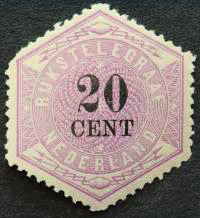 RIJKSTELEGRAAF
20
CENT
NEDERLAND